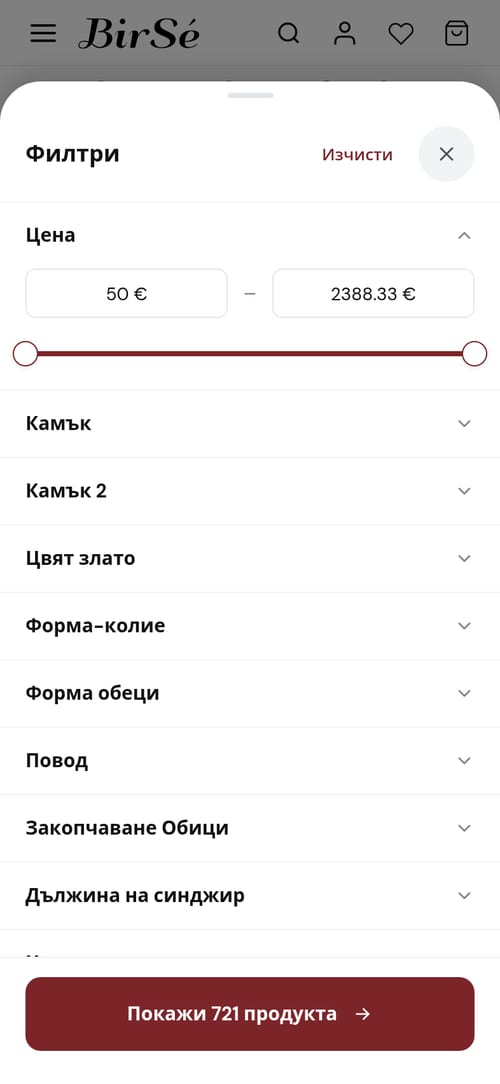 BirSé
Филтри
Изчисти
Цена
50 €
–
2388.33 €
Камък
Камък 2
Цвят злато
Форма-колие
Форма обеци
Повод
Закопчаване Обици
Дължина на синджир
Покажи 721 продукта →